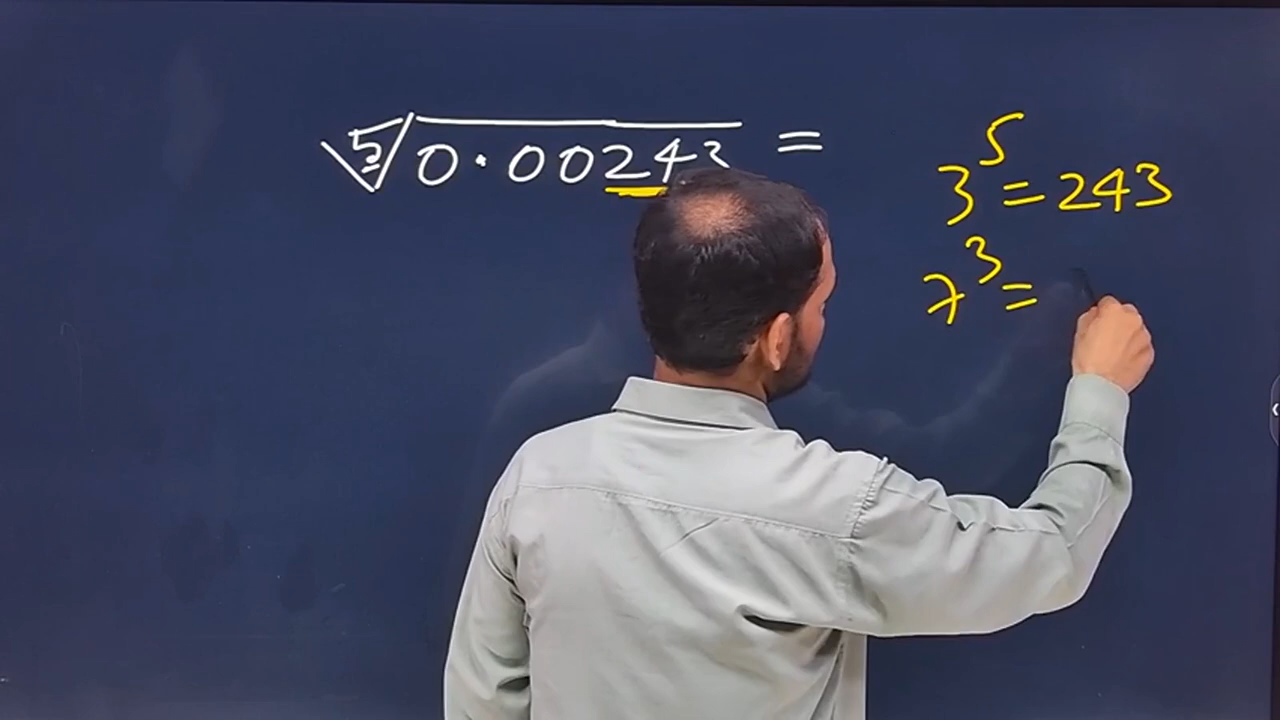 ⁵√0.00243 =
3⁵ = 243
7³ =